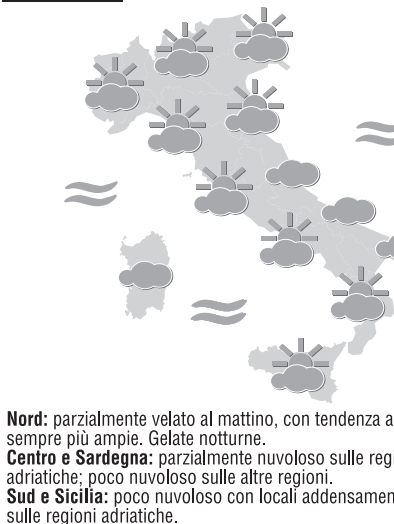 Nord: parzialmente velato al mattino, con tendenza a
sempre più ampie. Gelate notturne.
Centro e Sardegna: parzialmente nuvoloso sulle regi
adriatiche; poco nuvoloso sulle altre regioni.
Sud e Sicilia: poco nuvoloso con locali addensamen
sulle regioni adriatiche.